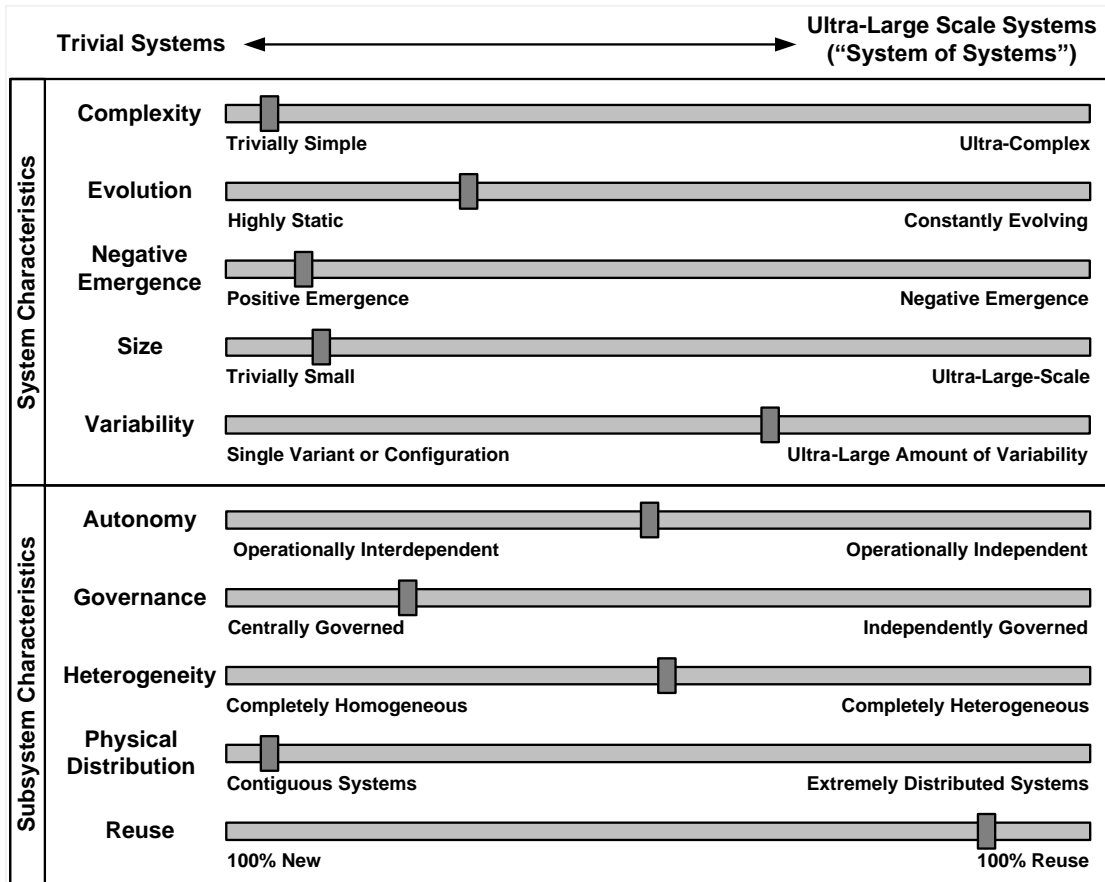 Trivial Systems
Ultra-Large Scale Systems
(“System of Systems”)
System Characteristics
Complexity
Trivially Simple
Ultra-Complex
Evolution
Highly Static
Constantly Evolving
Negative
Emergence
Positive Emergence
Negative Emergence
Size
Trivially Small
Ultra-Large-Scale
Variability
Single Variant or Configuration
Ultra-Large Amount of Variability
Subsystem Characteristics
Autonomy
Operationally Interdependent
Operationally Independent
Governance
Centrally Governed
Independently Governed
Heterogeneity
Completely Homogeneous
Completely Heterogeneous
Physical
Distribution
Contiguous Systems
Extremely Distributed Systems
Reuse
100% New
100% Reuse